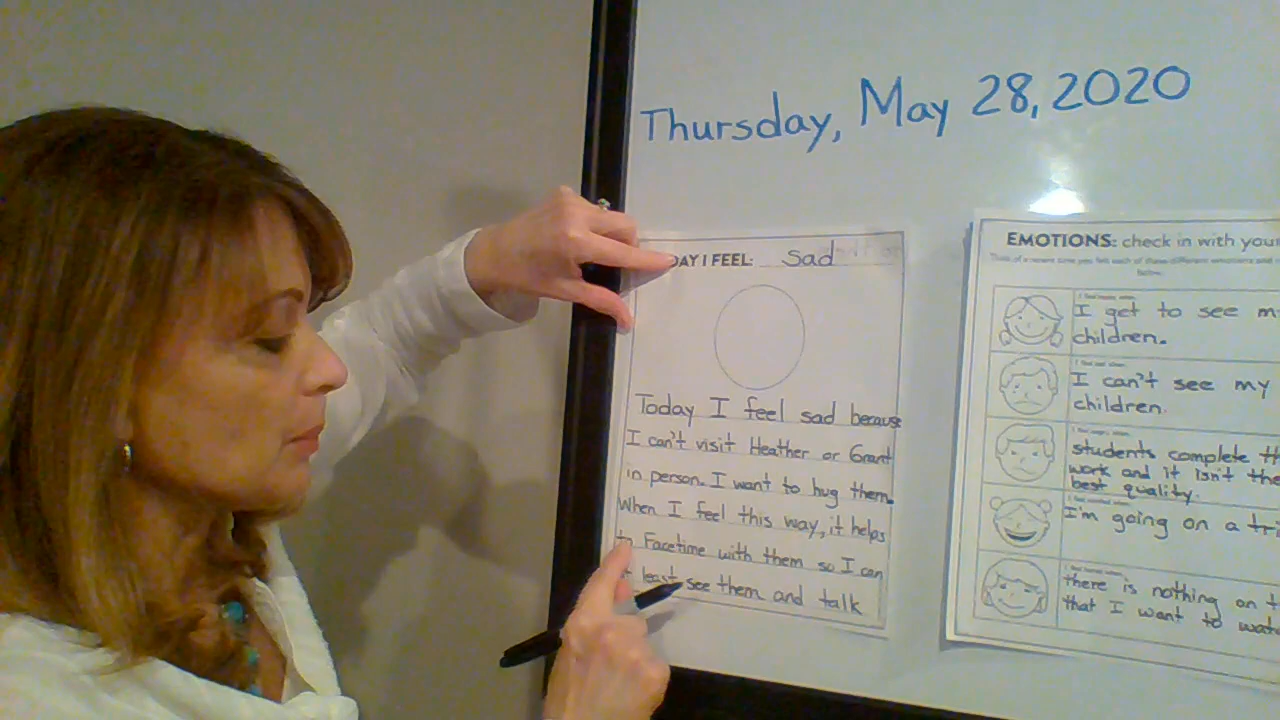 Thursday, May 28, 2020
DAY I FEEL: Sad
Today I feel sad because
I can't visit Heather or Grant
in person. I want to hug them.
When I feel this way, it helps
to Facetime with them so I can
least see them and talk
EMOTIONS: check in with your
I get to see my
children.
I can't see my
children.
students complete
work and it isn't the
best quality.
I'm going on a
there is nothing on
that I want to